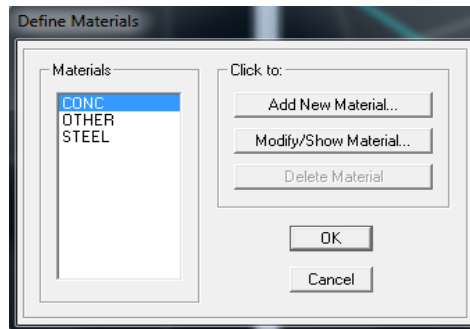 Define Materials
Materials
CONC
OTHER
STEEL
Click to:
Add New Material...
Modify/Show Material...
Delete Material
OK
Cancel